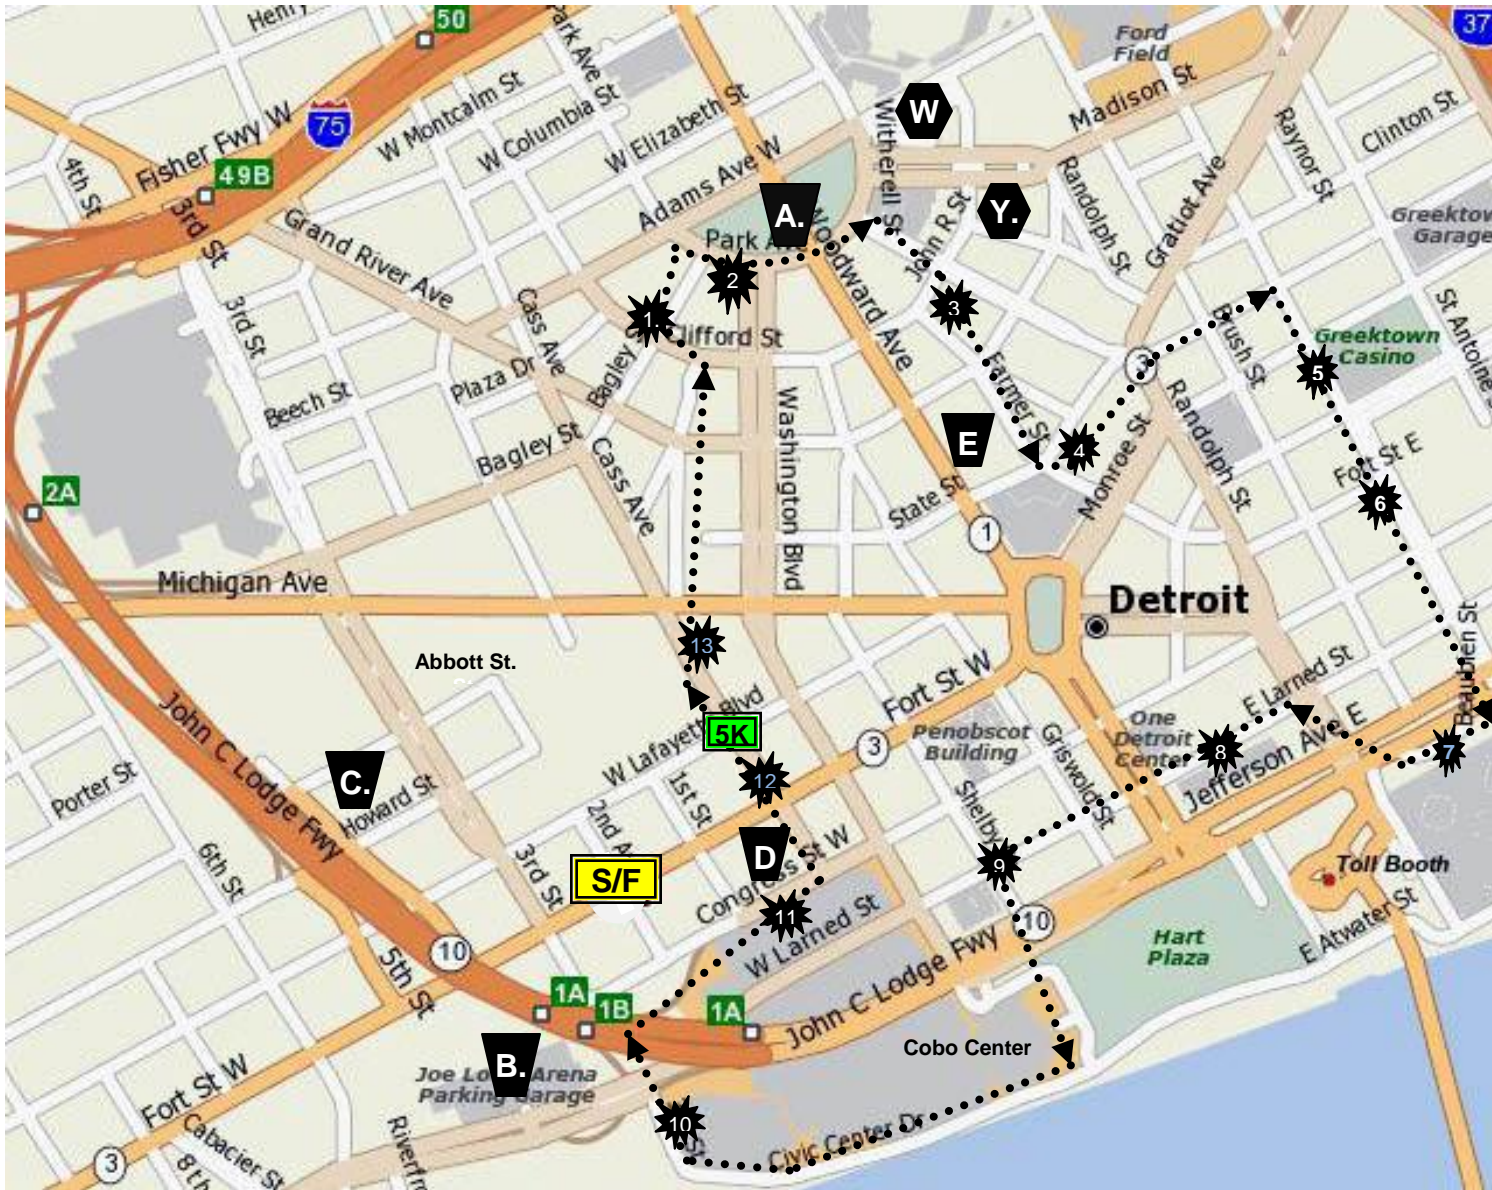 50
37
Henry
Park Ave
Ford
Field
Fisher Fwy W
75
W Montcalm St
W Columbia St
W Elizabeth St
W
Witherell St
Madison St
Raynor St
Clinton St
4th St
49B
3rd St
Grand River Ave
Adams Ave W
A.
Park Ave
2
Woodward Ave
John R St
Y.
Randolph St
Gratiot Ave
Greektow
Garage
3rd St
Cass Ave
Bagley
1.
Clifford St
3
Farmer St
3
Brush St
Greektown
Casino
St Antoine
Beech St
Plaza Dr
5
Bagley St
Cass Ave
Washington Blvd
E
State St
4
Monroe St
Randolph St
Fort St E
6
2A
1
Michigan Ave
Detroit
Abbott St.
13
Beaubien St
John C Lodge Fwy
W Lafayette Blvd
5K
Fort St W
3
Penobscot
Building
Griswold St
One
Detroit
Center
E Larned St
8
Jefferson Ave E
7
Porter St
C.
Howard St
1st St
2nd A
12
Shelby
6th St
3rd St
S/F
D
Congress St W
9
Toll Booth
11
W Larned St
10
5th St
10
Hart
Plaza
E Atwater St
1A
1B
1A
John C Lodge Fwy
Cobo Center
B.
Joe Lo Arena
Parking Garage
Fort St W
10
Cabacier St
Civic Center Dr
3
8th
Riverfr